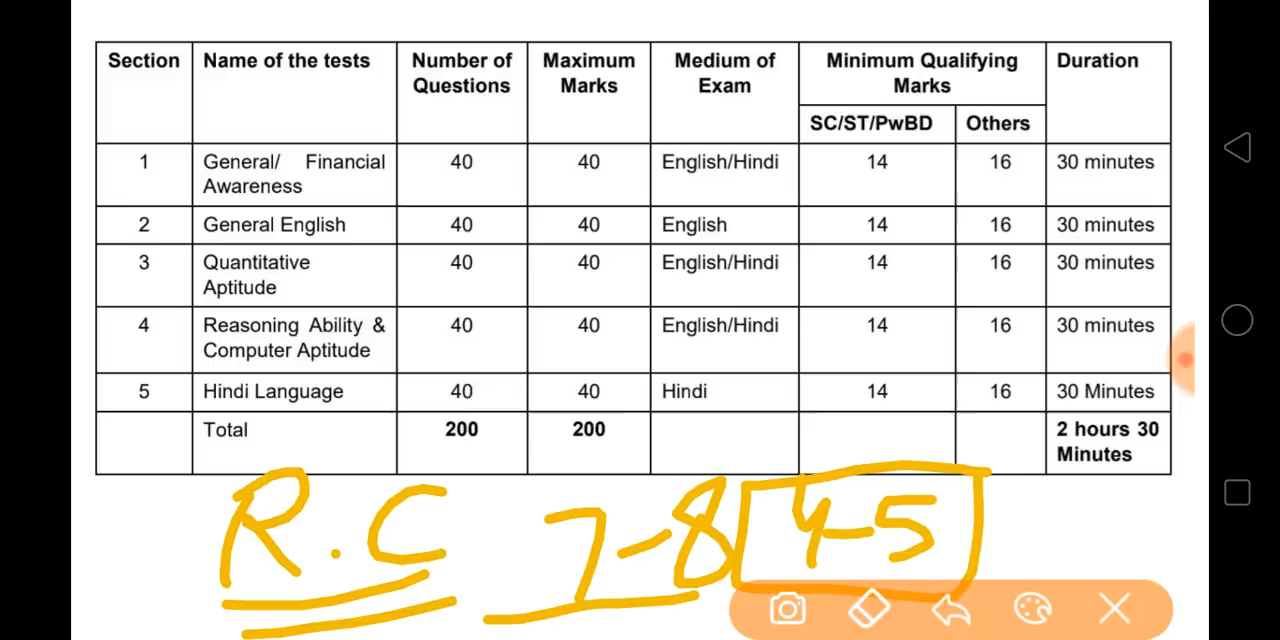 Section Name of the tests Number of Questions Maximum Marks Medium of Exam Minimum Qualifying Marks Duration
SC/ST/PwBD Others
1 General/ Financial Awareness 40 40 English/Hindi 14 16 30 minutes
2 General English 40 40 English 14 16 30 minutes
3 Quantitative Aptitude 40 40 English/Hindi 14 16 30 minutes
4 Reasoning Ability & Computer Aptitude 40 40 English/Hindi 14 16 30 minutes
5 Hindi Language 40 40 Hindi 14 16 30 Minutes
Total 200 200 2 hours 30 Minutes
R.C 7-8 4-5